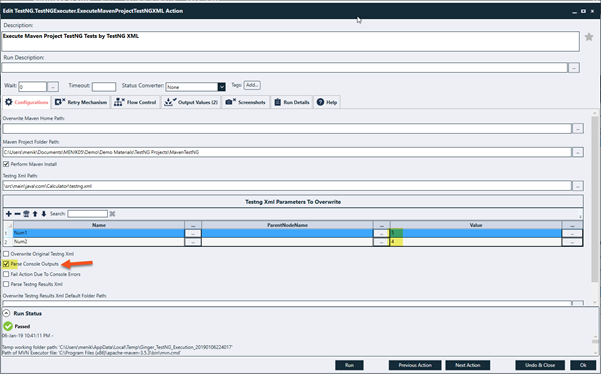 Edit TestNG.TestNGExecuter.ExecuteMavenProjectTestNGXML Action
Description:
Execute Maven Project TestNG Tests by TestNG XML
Run Description:
...
Wait: 0 ... Timeout: Status Converter: None Tags: Add...
Configurations Retry Mechanism Flow Control Output Values (2) Screenshots Run Details Help
Overwrite Maven Home Path:
...
Maven Project Folder Path:
C:\Users\menik\Documents\MENIK05\Demo\Demo Materials\TestNG Projects\MavenTestNG ...
Perform Maven Install
Testng Xml Path:
\src\main\java\com\Calculator\testng.xml ...
Testng Xml Parameters To Overwrite
Search:
Name ... ParentNodeName ... Value ...
1 Num1 ... ...
2 Num2 ... ... 4 ...
Overwrite Original Testng Xml
Parse Console Outputs
Fail Action Due To Console Errors
Parse Testng Results Xml
Overwrite Testng Results Xml Default Folder Path:
Run Status
Passed
06-Jan-19 10:41:11 PM -
Temp working folder path: 'C:\Users\menik\AppData\Local\Temp\Ginger_TestNG_Execution_20190106224017'
Path of MVN Executor file: 'C:\Program Files (x86)\apache-maven-3.5.3\bin\mvn.cmd'
Run Previous Action Next Action Undo & Close Ok